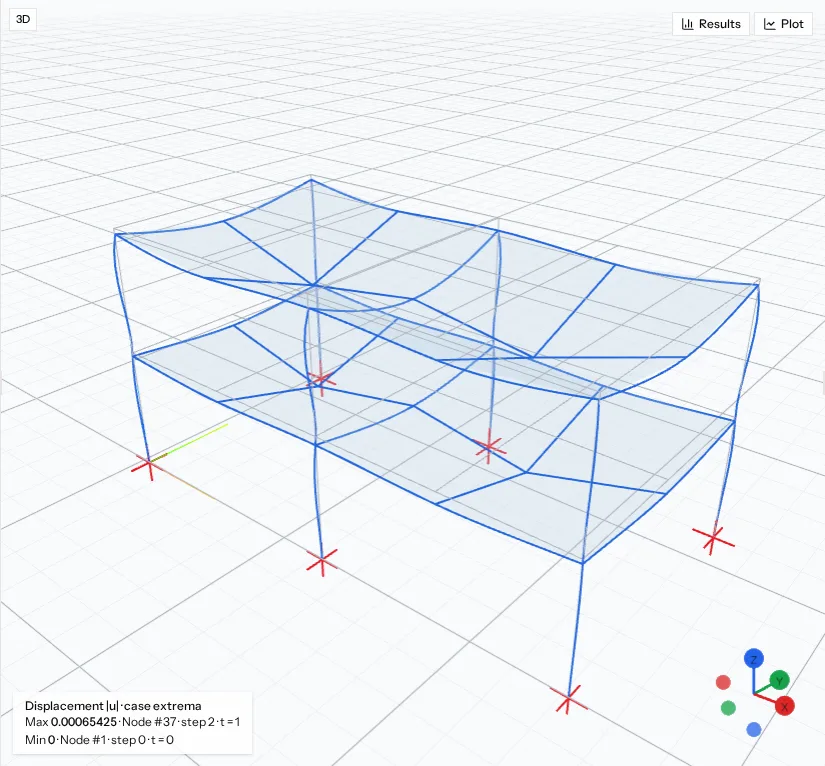 3D
Results
Plot
Displacement |u| · case extrema
Max 0.00065425 · Node #37 · step 2 · t = 1
Min 0 · Node #1 · step 0 · t = 0
Z
Y
X